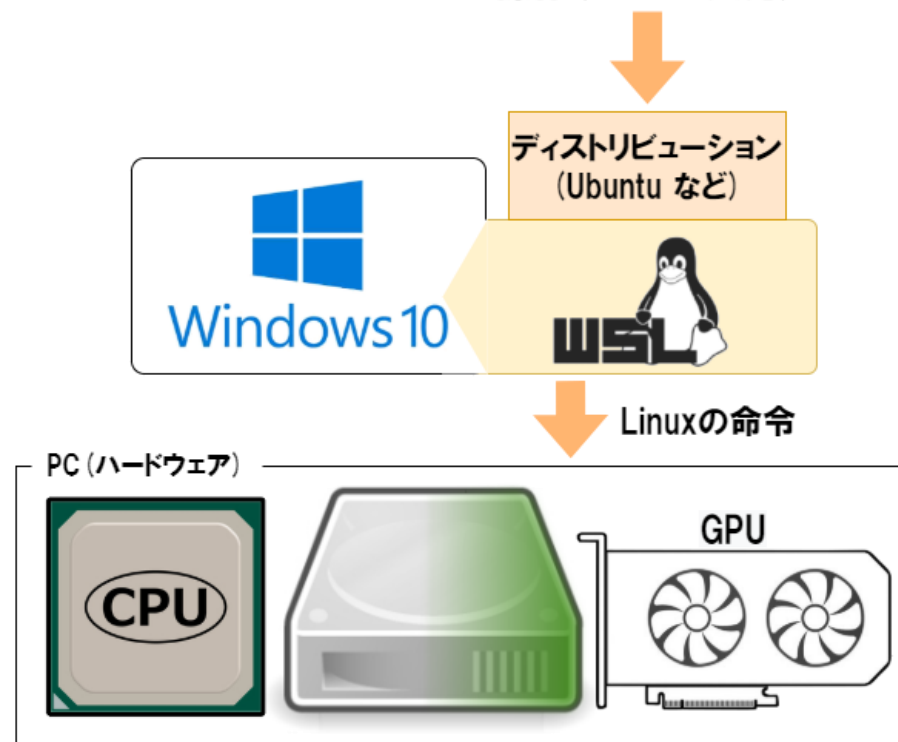 ディストリビューション
(Ubuntu など)
Windows 10
WSL
Linuxの命令
PC(ハードウェア)
GPU
CPU